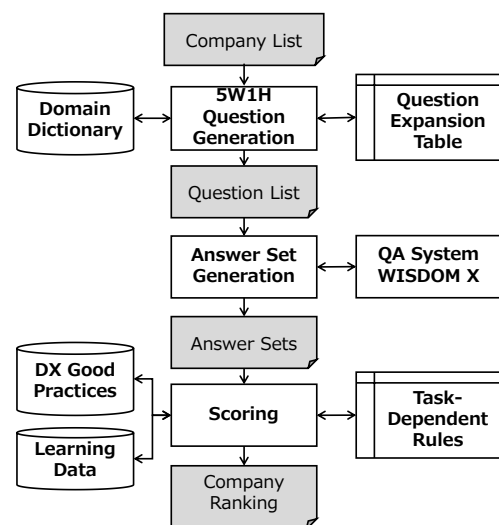 Company List
Domain
Dictionary
5W1H
Question
Generation
Question
Expansion
Table
Question List
Answer Set
Generation
QA System
WISDOM X
Answer Sets
DX Good
Practices
Learning
Data
Scoring
Task-
Dependent
Rules
Company
Ranking